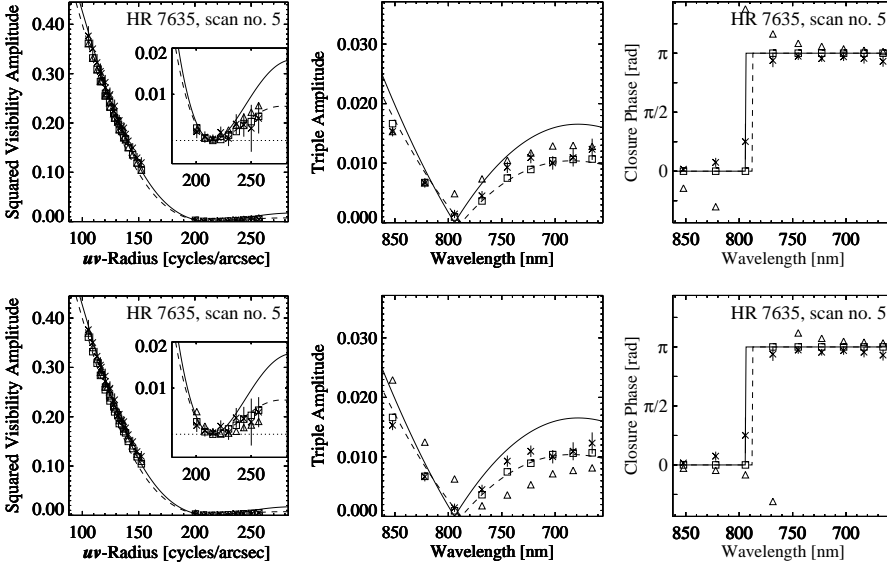 HR 7635, scan no. 5
Squared Visibility Amplitude
0.40
0.30
0.20
0.10
0.00
0.02
0.01
200 250
100 150 200 250
uv-Radius [cycles/arcsec]
Triple Amplitude
0.030
0.020
0.010
0.000
850 800 750 700
Wavelength [nm]
HR 7635, scan no. 5
Closure Phase [rad]
π
π/2
0
850 800 750 700
Wavelength [nm]
HR 7635, scan no. 5
Squared Visibility Amplitude
0.40
0.30
0.20
0.10
0.00
0.02
0.01
200 250
100 150 200 250
uv-Radius [cycles/arcsec]
Triple Amplitude
0.030
0.020
0.010
0.000
850 800 750 700
Wavelength [nm]
HR 7635, scan no. 5
Closure Phase [rad]
π
π/2
0
850 800 750 700
Wavelength [nm]